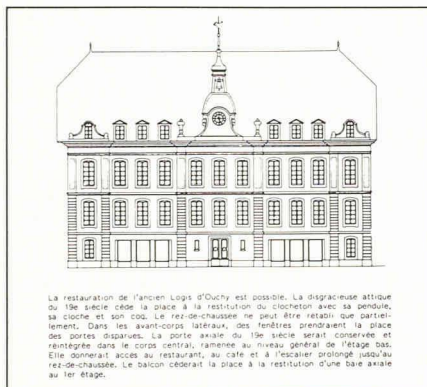 La restauration de l'ancien Logis d'Ouchy est possible. La disgracieuse attique
du 19e siècle cède la place à la restitution du clocheton avec sa pendule,
sa cloche et son coq. Le rez-de-chaussée ne peut être rétabli que partiel-
lement. Dans les avant-corps latéraux, des fenêtres prendraient la place
des portes disparues. La porte axiale du 19e siècle serait conservée et
réintégrée dans le corps central, ramenée au niveau général de l'étage bas.
Elle donnerait accès au restaurant, au café et à l'escalier prolongé jusqu'au
rez-de-chaussée. Le balcon céderait la place à la restitution d'une baie axiale
au 1er étage.